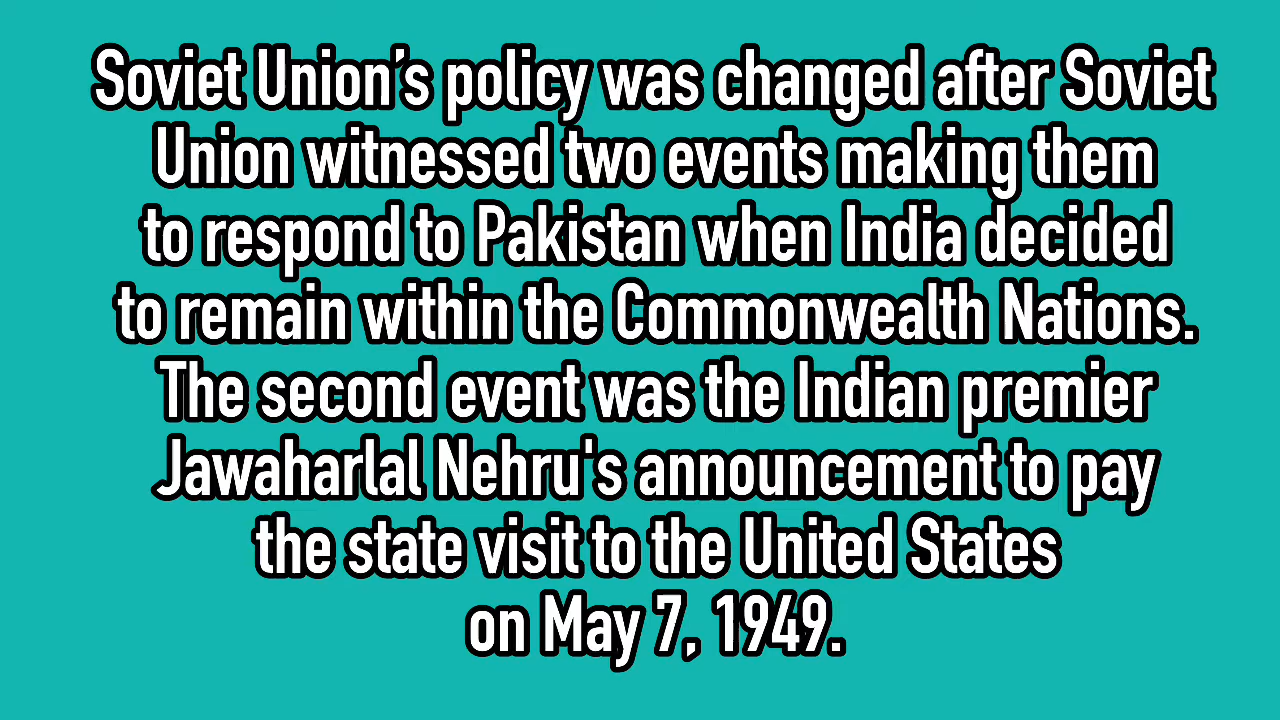 Soviet Union’s policy was changed after Soviet
Union witnessed two events making them
to respond to Pakistan when India decided
to remain within the Commonwealth Nations.
The second event was the Indian premier
Jawaharlal Nehru's announcement to pay
the state visit to the United States
on May 7, 1949.